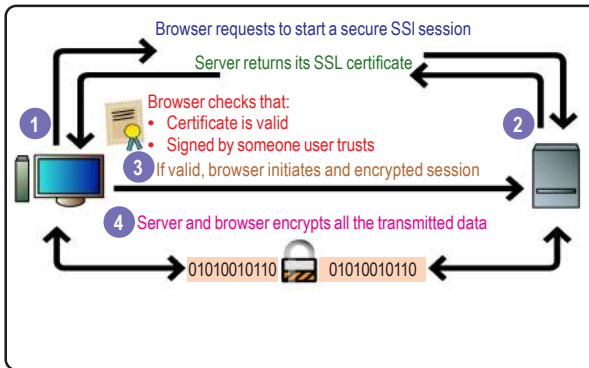 Browser requests to start a secure SSl session
Server returns its SSL certificate
1
2
Browser checks that:
• Certificate is valid
• Signed by someone user trusts
3 If valid, browser initiates and encrypted session
4 Server and browser encrypts all the transmitted data
01010010110 01010010110